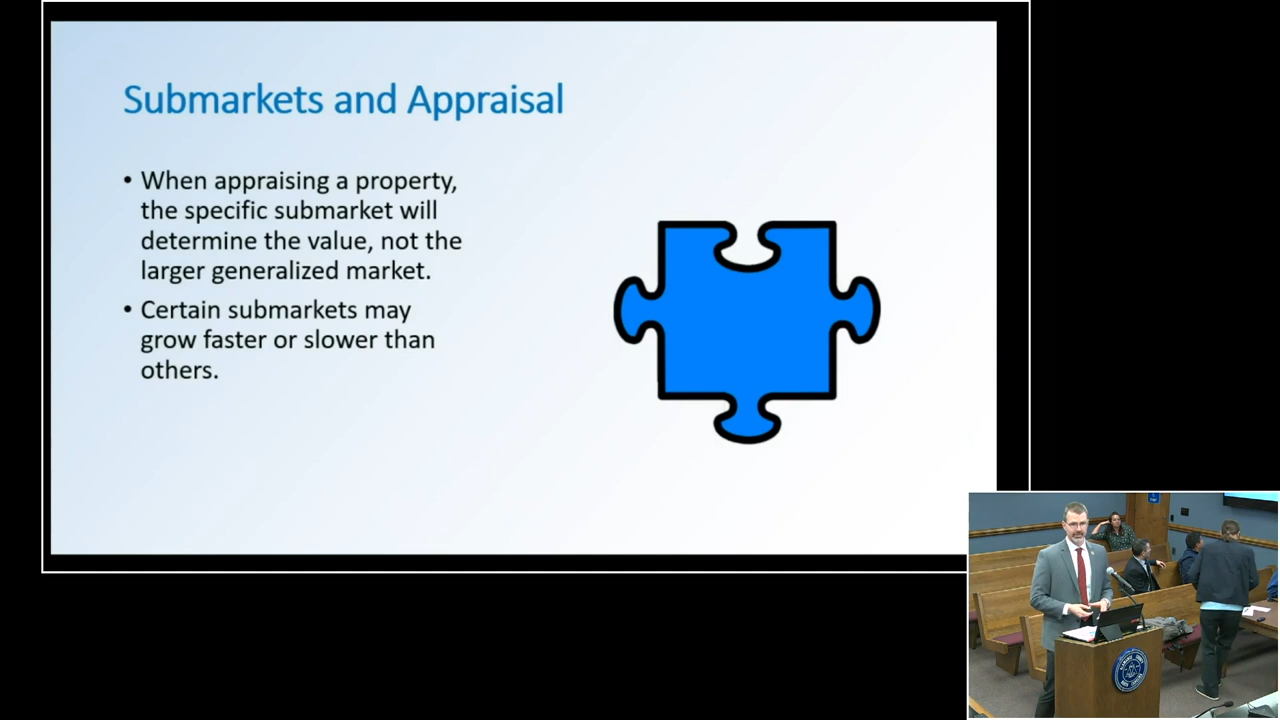 Submarkets and Appraisal
• When appraising a property,
the specific submarket will
determine the value, not the
larger generalized market.
• Certain submarkets may
grow faster or slower than
others.